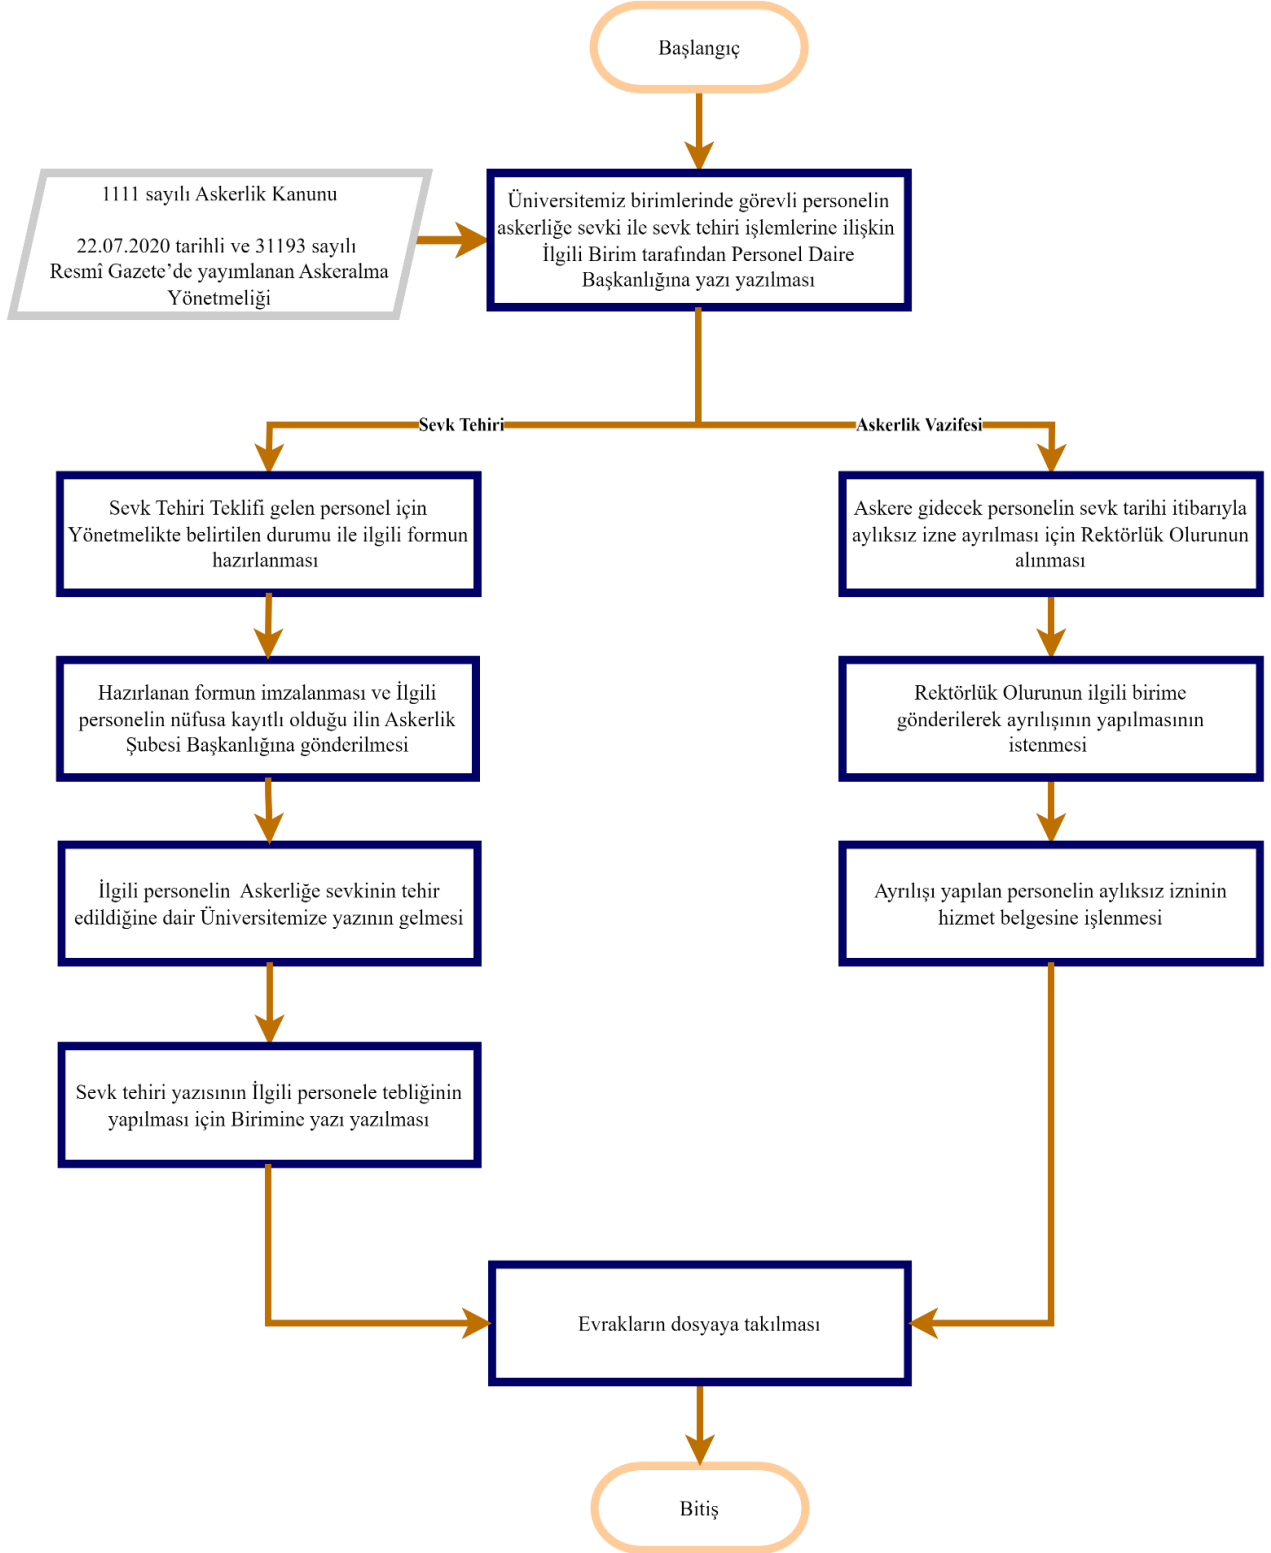 Başlangıç
1111 sayılı Askerlik Kanunu
22.07.2020 tarihli ve 31193 sayılı
Resmî Gazete’de yayımlanan Askeralma
Yönetmeliği
Üniversitemiz birimlerinde görevli personelin
askerliğe sevki ile sevk tehiri işlemlerine ilişkin
İlgili Birim tarafından Personel Daire
Başkanlığına yazı yazılması
Sevk Tehiri
Askerlik Vazifesi
Sevk Tehiri Teklifi gelen personel için
Yönetmelikte belirtilen durumu ile ilgili formun
hazırlanması
Askere gidecek personelin sevk tarihi itibarıyla
aylıksız izne ayrılması için Rektörlük Olurunun
alınması
Hazırlanan formun imzalanması ve İlgili
personelin nüfusa kayıtlı olduğu ilin Askerlik
Şubesi Başkanlığına gönderilmesi
Rektörlük Olurunun ilgili birime
gönderilerek ayrılışının yapılmasının
istenmesi
İlgili personelin Askerliğe sevkinin tehir
edildiğine dair Üniversitemize yazının gelmesi
Ayrılışı yapılan personelin aylıksız izninin
hizmet belgesine işlenmesi
Sevk tehiri yazısının İlgili personele tebliğinin
yapılması için Birimine yazı yazılması
Evrakların dosyaya takılması
Bitiş